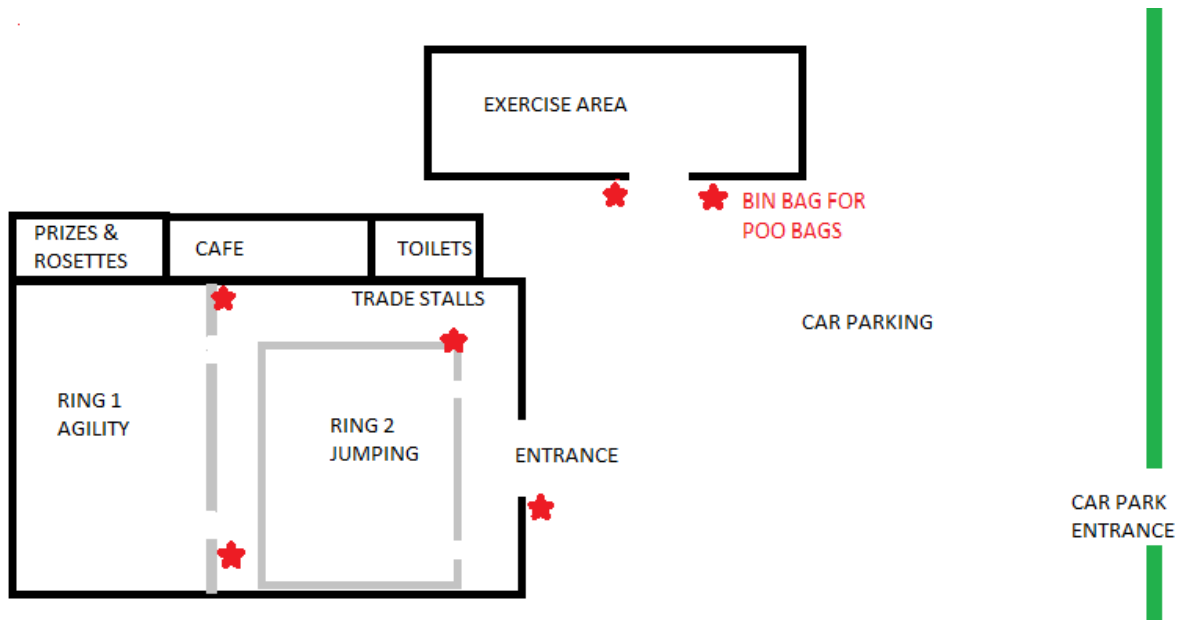 EXERCISE AREA
BIN BAG FOR
POO BAGS
PRIZES &
ROSETTES
CAFE
TOILETS
TRADE STALLS
CAR PARKING
RING 1
AGILITY
RING 2
JUMPING
ENTRANCE
CAR PARK
ENTRANCE